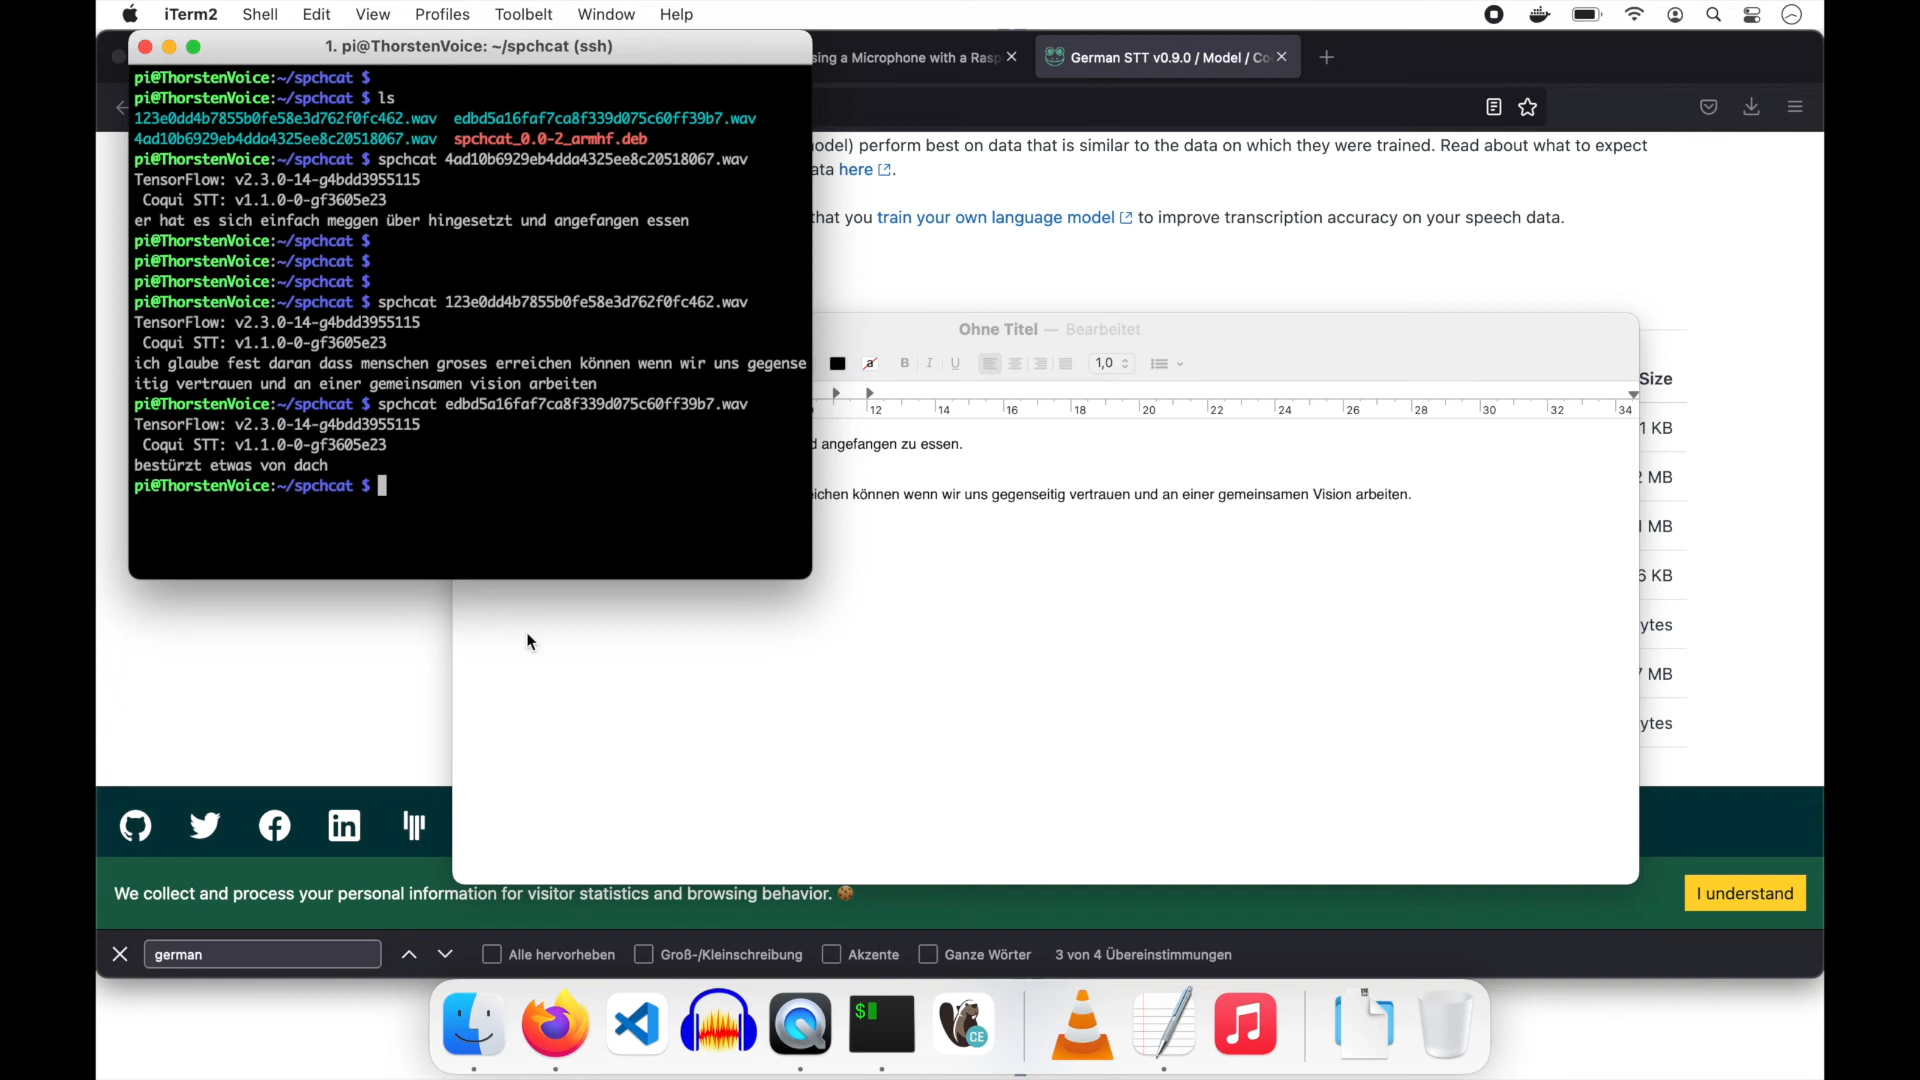 iTerm2 Shell Edit View Profiles Toolbelt Window Help
1. pi@ThorstenVoice: ~/spchcat (ssh)
sing a Microphone with a Rasp
German STT v0.9.0 / Model / Co
pi@ThorstenVoice:~/spchcat $
pi@ThorstenVoice:~/spchcat $ ls
123e0dd4b7855b0fe58e3d762f0fc462.wav edbd5a16faf7ca8f339d075c60ff39b7.wav
4ad10b6929eb4dda4325ee8c20518067.wav spchcat_0.0-2_armhf.deb
pi@ThorstenVoice:~/spchcat $ spchcat 4ad10b6929eb4dda4325ee8c20518067.wav
TensorFlow: v2.3.0-14-g4bdd3955115
Coqui STT: v1.1.0-0-gf3605e23
er hat es sich einfach meggen über hingesetzt und angefangen essen
pi@ThorstenVoice:~/spchcat $
pi@ThorstenVoice:~/spchcat $
pi@ThorstenVoice:~/spchcat $
pi@ThorstenVoice:~/spchcat $ spchcat 123e0dd4b7855b0fe58e3d762f0fc462.wav
TensorFlow: v2.3.0-14-g4bdd3955115
Coqui STT: v1.1.0-0-gf3605e23
ich glaube fest daran dass menschen groses erreichen können wenn wir uns gegense
itig vertrauen und an einer gemeinsamen vision arbeiten
pi@ThorstenVoice:~/spchcat $ spchcat edbd5a16faf7ca8f339d075c60ff39b7.wav
TensorFlow: v2.3.0-14-g4bdd3955115
Coqui STT: v1.1.0-0-gf3605e23
bestürzt etwas von dach
pi@ThorstenVoice:~/spchcat $
odel) perform best on data that is similar to the data on which they were trained. Read about what to expect
ata here.
that you train your own language model to improve transcription accuracy on your speech data.
Ohne Titel — Bearbeitet
a B I U 1,0
12 14 16 18 20 22 24 26 28 30 32 34
d angefangen zu essen.
eichen können wenn wir uns gegenseitig vertrauen und an einer gemeinsamen Vision arbeiten.
Size
1 KB
2 MB
1 MB
6 KB
ytes
7 MB
ytes
in
We collect and process your personal information for visitor statistics and browsing behavior.
I understand
german Alle hervorheben Groß-/Kleinschreibung Akzente Ganze Wörter 3 von 4 Übereinstimmungen
$
CE